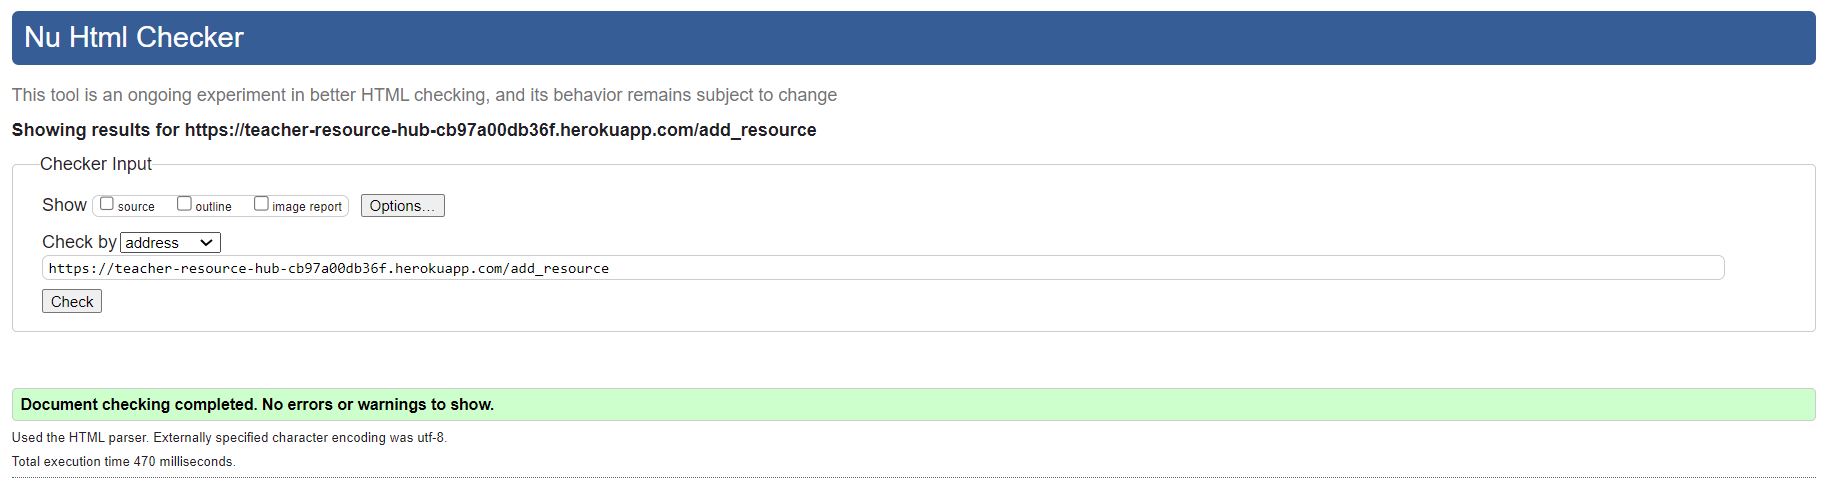 Nu Html Checker
This tool is an ongoing experiment in better HTML checking, and its behavior remains subject to change
Showing results for https://teacher-resource-hub-cb97a00db36f.herokuapp.com/add_resource
Checker Input
Show source outline image report Options...
Check by address
https://teacher-resource-hub-cb97a00db36f.herokuapp.com/add_resource
Check
Document checking completed. No errors or warnings to show.
Used the HTML parser. Externally specified character encoding was utf-8.
Total execution time 470 milliseconds.